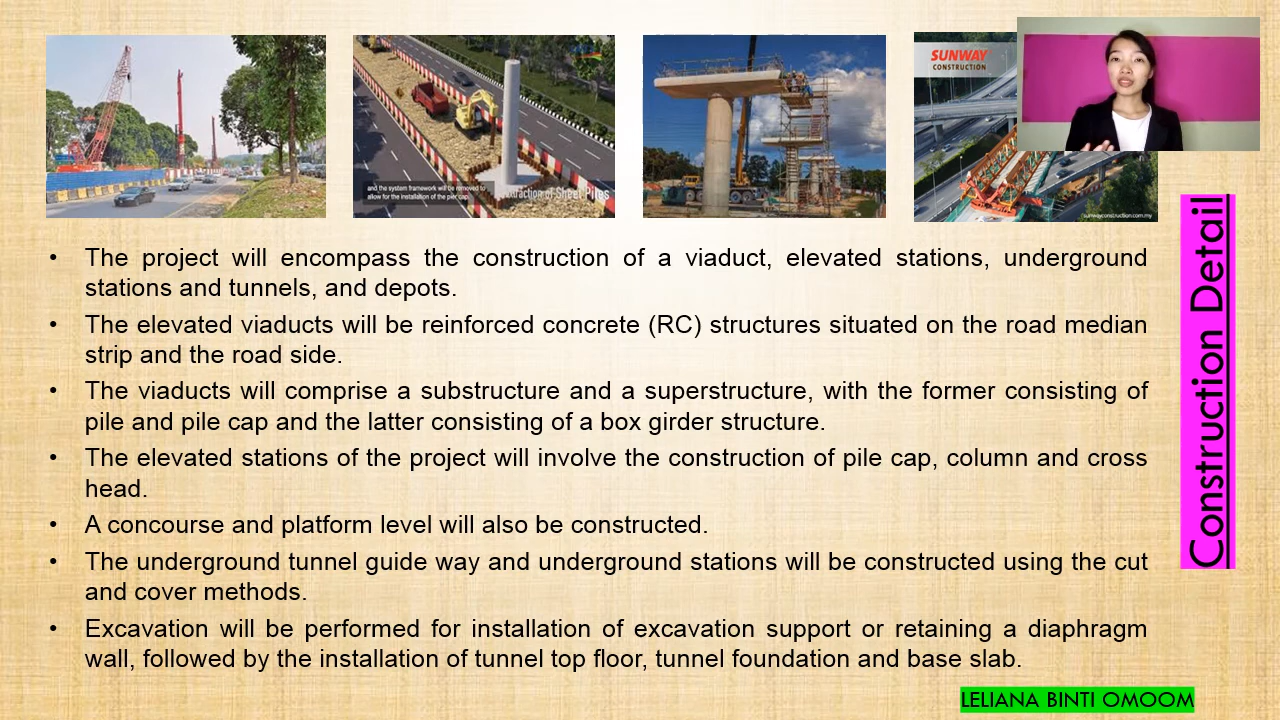 SUNWAY
CONSTRUCTION
and the system framework will be removed to
allow for the installation of the pier cap.
Extraction of Sheet Piles
sunwayconstruction.com.my
Construction Detail
• The project will encompass the construction of a viaduct, elevated stations, underground
stations and tunnels, and depots.
• The elevated viaducts will be reinforced concrete (RC) structures situated on the road median
strip and the road side.
• The viaducts will comprise a substructure and a superstructure, with the former consisting of
pile and pile cap and the latter consisting of a box girder structure.
• The elevated stations of the project will involve the construction of pile cap, column and cross
head.
• A concourse and platform level will also be constructed.
• The underground tunnel guide way and underground stations will be constructed using the cut
and cover methods.
• Excavation will be performed for installation of excavation support or retaining a diaphragm
wall, followed by the installation of tunnel top floor, tunnel foundation and base slab.
LELIANA BINTI OMOOM